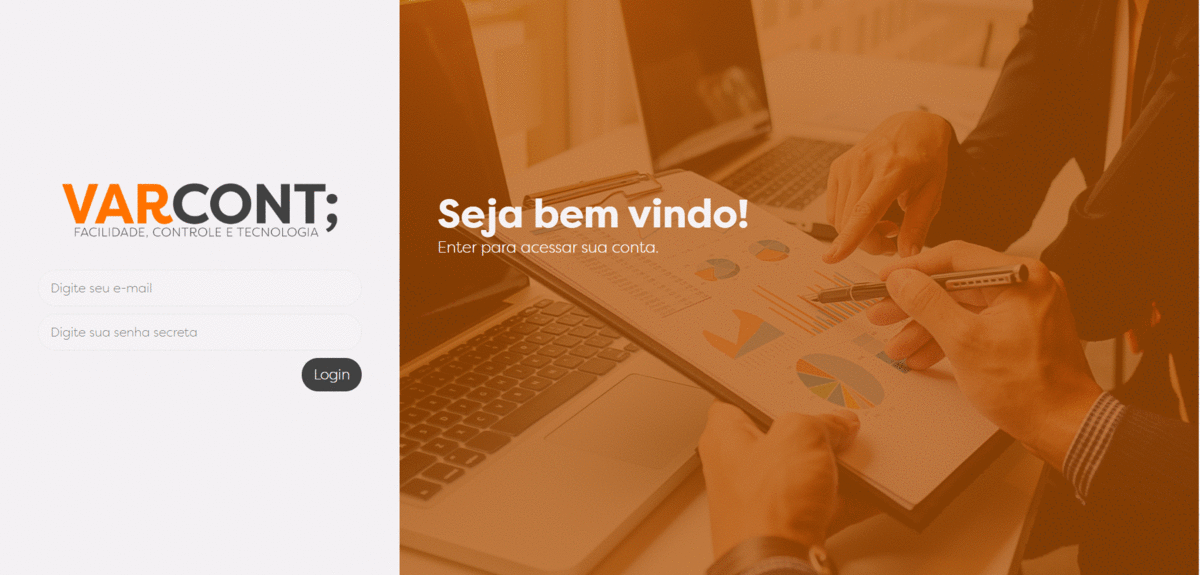 VARCONT;
FACILIDADE, CONTROLE E TECNOLOGIA
Digite seu e-mail
Digite sua senha secreta
Login
Seja bem vindo!
Enter para acessar sua conta.